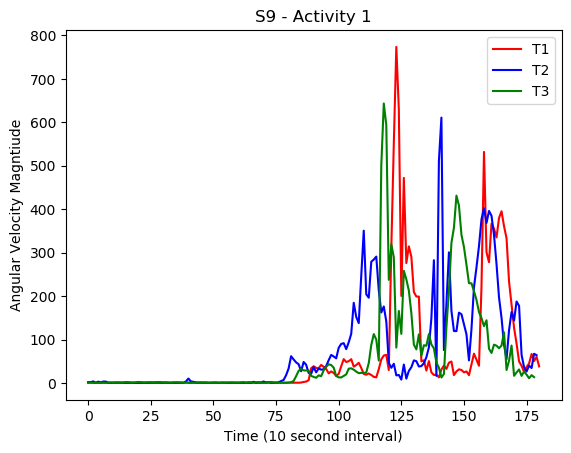 S9 - Activity 1
800
700
600
500
400
300
200
100
0
Angular Velocity Magntiude
T1
T2
T3
0 25 50 75 100 125 150 175
Time (10 second interval)